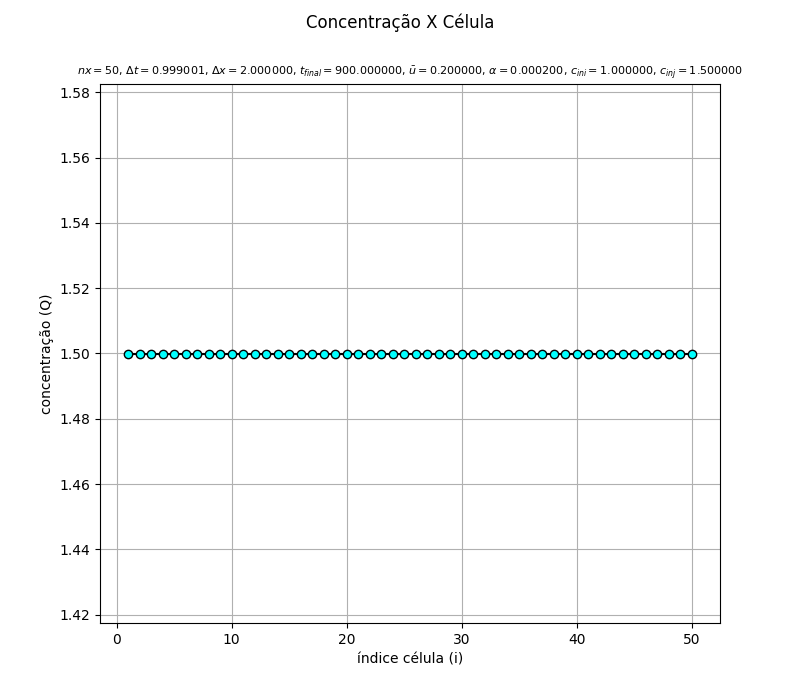 Concentração X Célula
nx = 50, Δt = 0.999001, Δx = 2.000000, t_final = 900.000000, ū = 0.200000, α = 0.000200, c_ini = 1.000000, c_inj = 1.500000
1.58
1.56
1.54
1.52
1.50
1.48
1.46
1.44
1.42
concentração (Q)
0 10 20 30 40 50
índice célula (i)